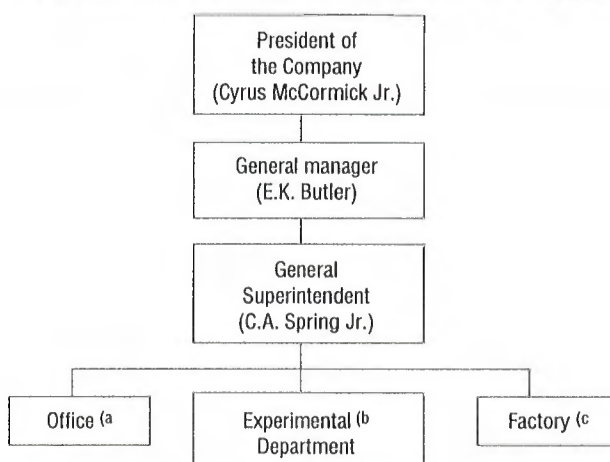 President of
the Company
(Cyrus McCormick Jr.)
General manager
(E.K. Butler)
General
Superintendent
(C.A. Spring Jr.)
Office (a
Experimental (b
Department
Factory (c